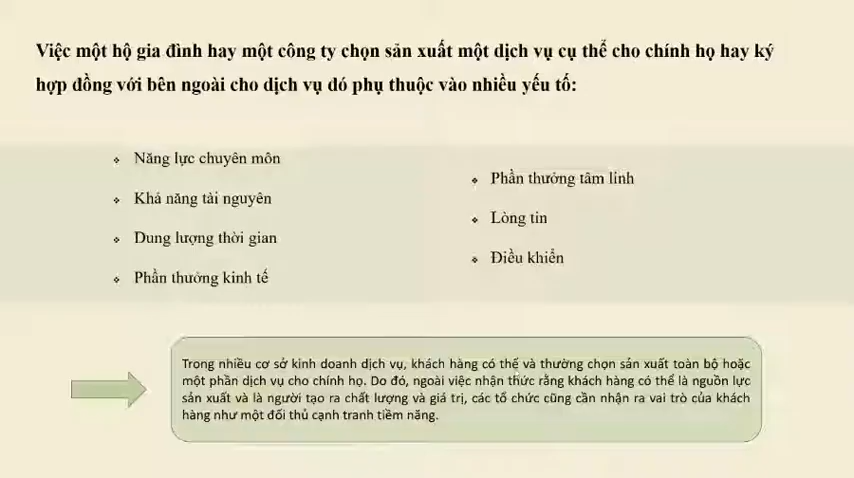 Việc một hộ gia đình hay một công ty chọn sản xuất một dịch vụ cụ thể cho chính họ hay ký
hợp đồng với bên ngoài cho dịch vụ đó phụ thuộc vào nhiều yếu tố:
Năng lực chuyên môn
Khả năng tài nguyên
Dung lượng thời gian
Phần thưởng kinh tế
Phần thưởng tâm linh
Lòng tin
Điều khiển
Trong nhiều cơ sở kinh doanh dịch vụ, khách hàng có thể và thường chọn sản xuất toàn bộ hoặc
một phần dịch vụ cho chính họ. Do đó, ngoài việc nhận thức rằng khách hàng có thể là nguồn lực
sản xuất và là người tạo ra chất lượng và giá trị, các tổ chức cũng cần nhận ra vai trò của khách
hàng như một đối thủ cạnh tranh tiềm năng.